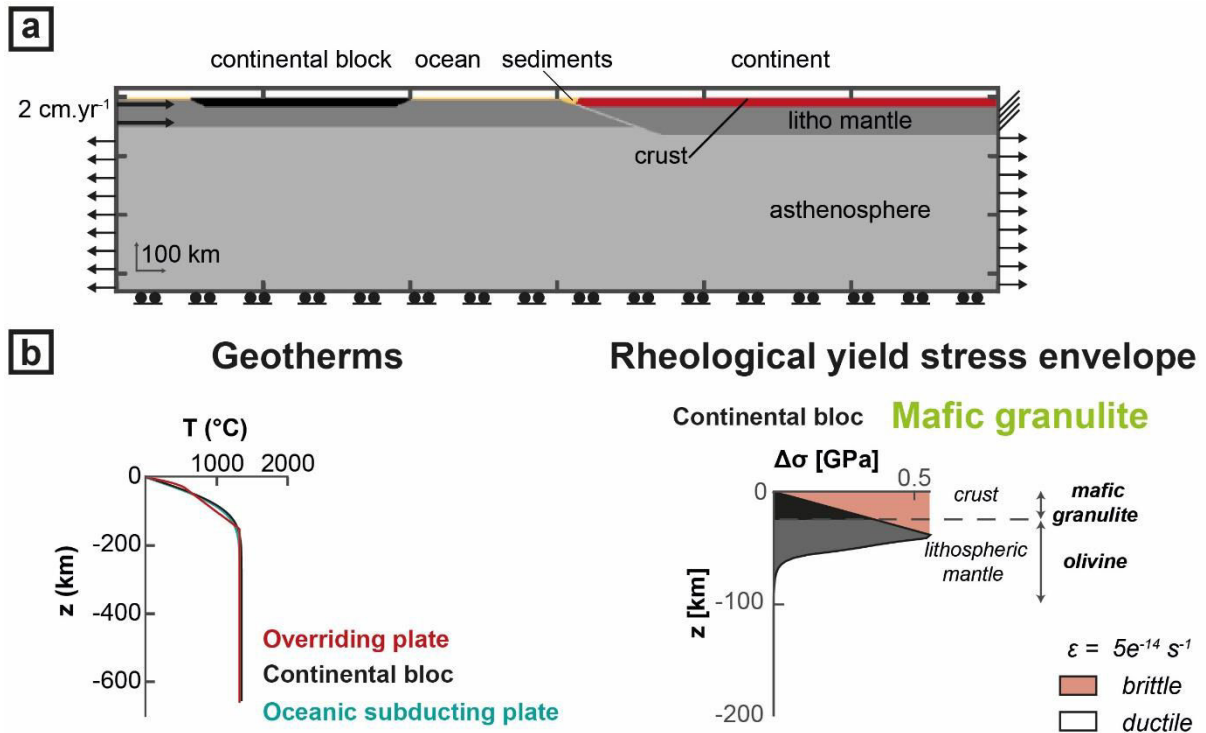 a
continental block ocean sediments continent
2 cm.yr⁻¹
litho mantle
crust
asthenosphere
100 km
b
Geotherms
T (°C)
1000 2000
0
-200
-400
-600
z (km)
Overriding plate
Continental bloc
Oceanic subducting plate
Rheological yield stress envelope
Continental bloc Mafic granulite
Δσ [GPa]
0.5
0
-100
-200
z [km]
crust
mafic
granulite
lithospheric
mantle
olivine
ε = 5e⁻¹⁴ s⁻¹
brittle
ductile